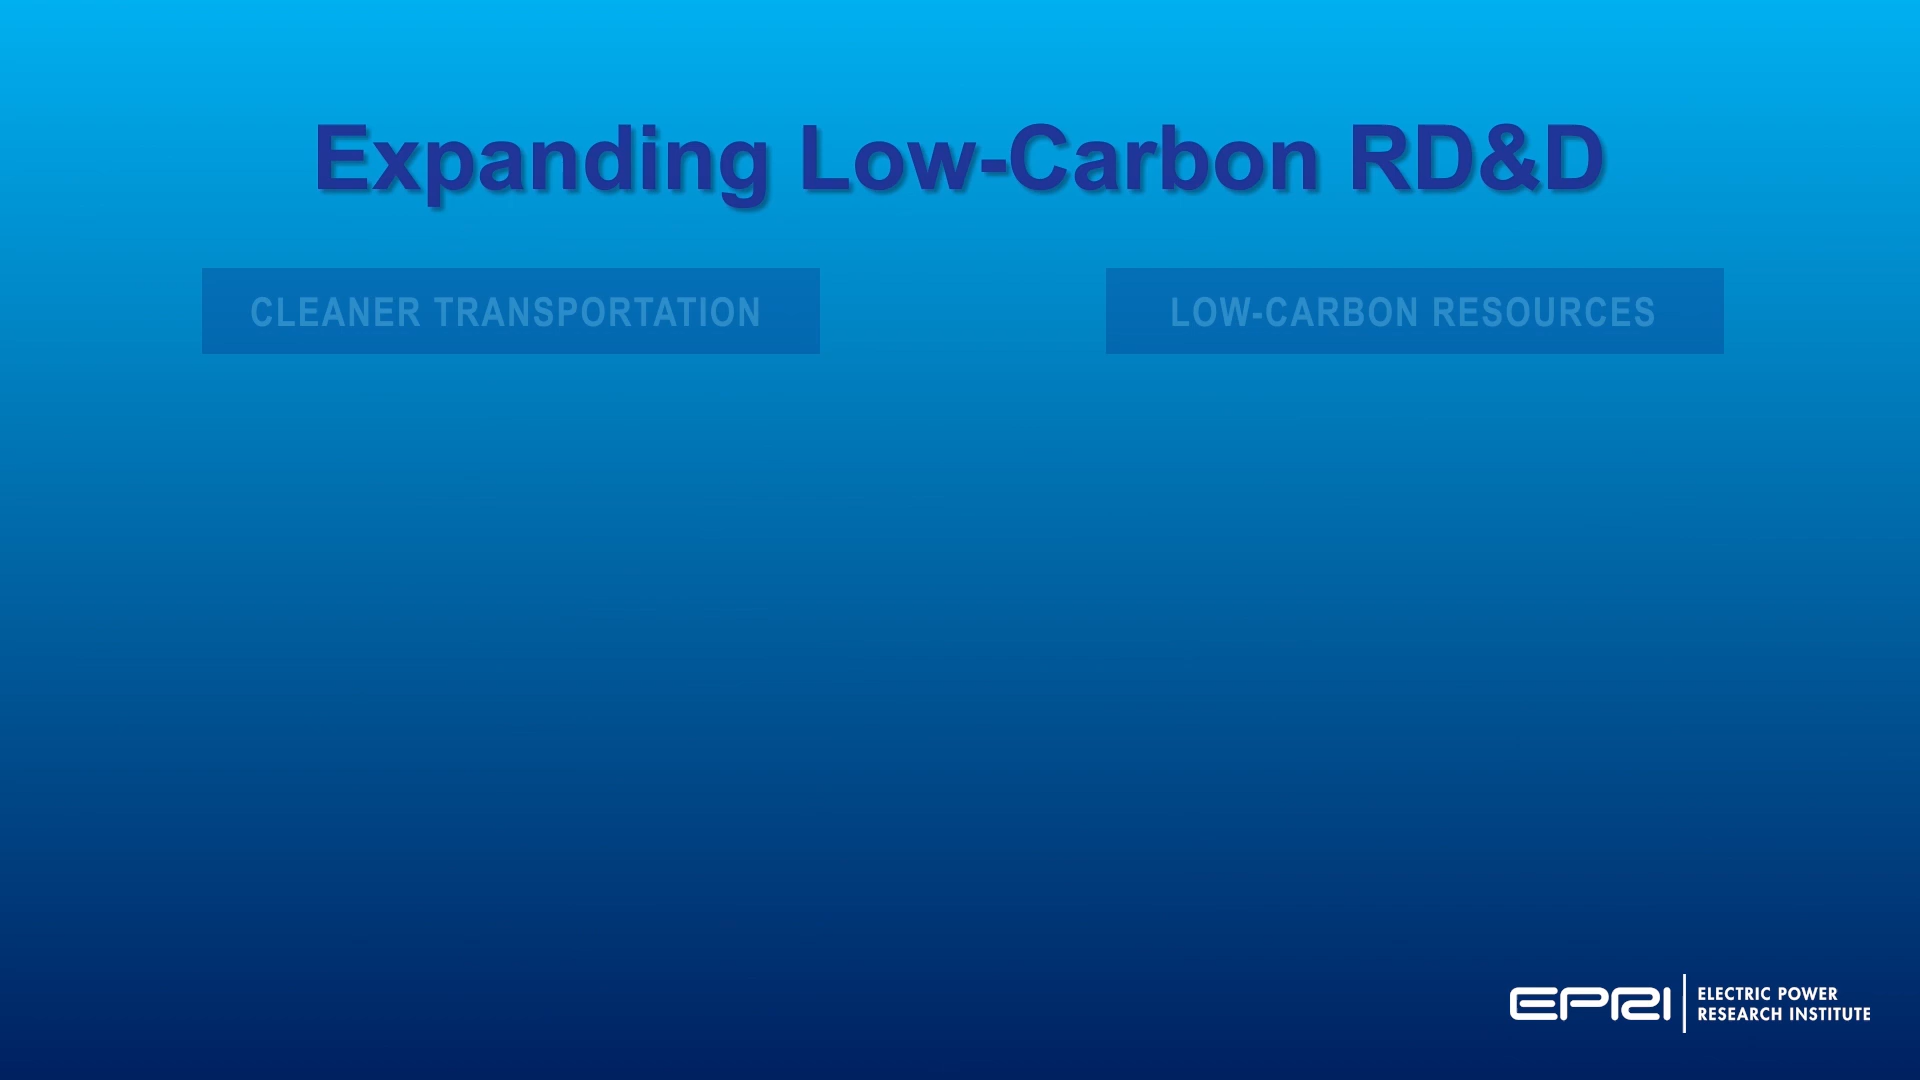 Expanding Low-Carbon RD&D
CLEANER TRANSPORTATION
LOW-CARBON RESOURCES
EPRI
ELECTRIC POWER
RESEARCH INSTITUTE